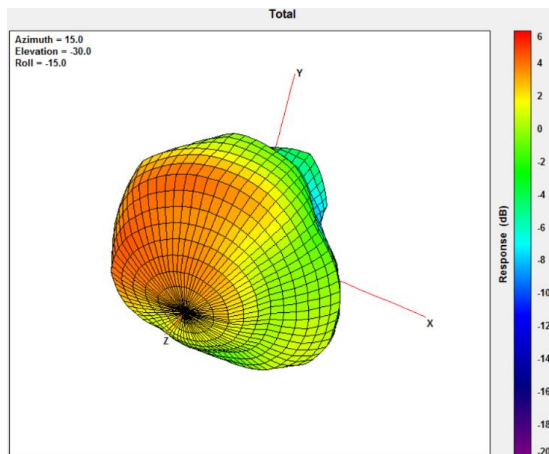 Total
Azimuth = 15.0
Elevation = -30.0
Roll = -15.0
Y
X
Z
6
4
2
0
-2
-4
-6
-8
-10
-12
-14
-16
-18
-20
Response (dB)